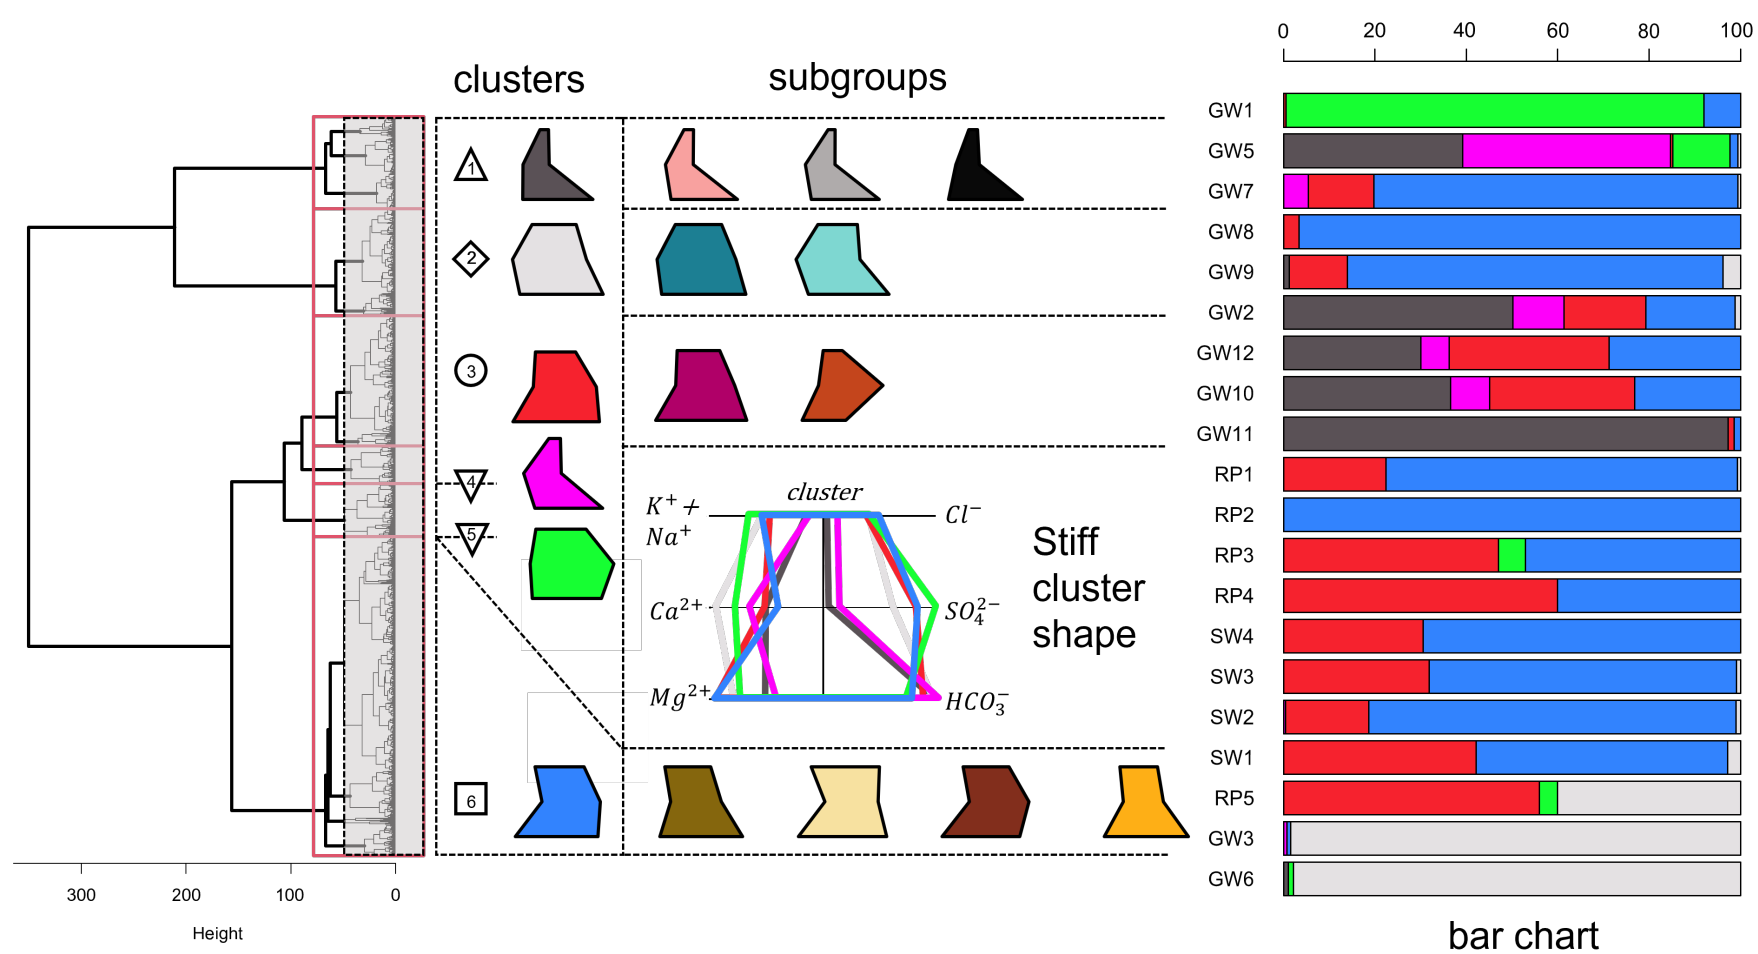 clusters
subgroups
1
2
3
4
5
6
K⁺ +
Na⁺
cluster
Cl⁻
Ca²⁺
SO₄²⁻
Mg²⁺
HCO₃⁻
Stiff
cluster
shape
300 200 100 0
Height
0 20 40 60 80 100
GW1
GW5
GW7
GW8
GW9
GW2
GW12
GW10
GW11
RP1
RP2
RP3
RP4
SW4
SW3
SW2
SW1
RP5
GW3
GW6
bar chart